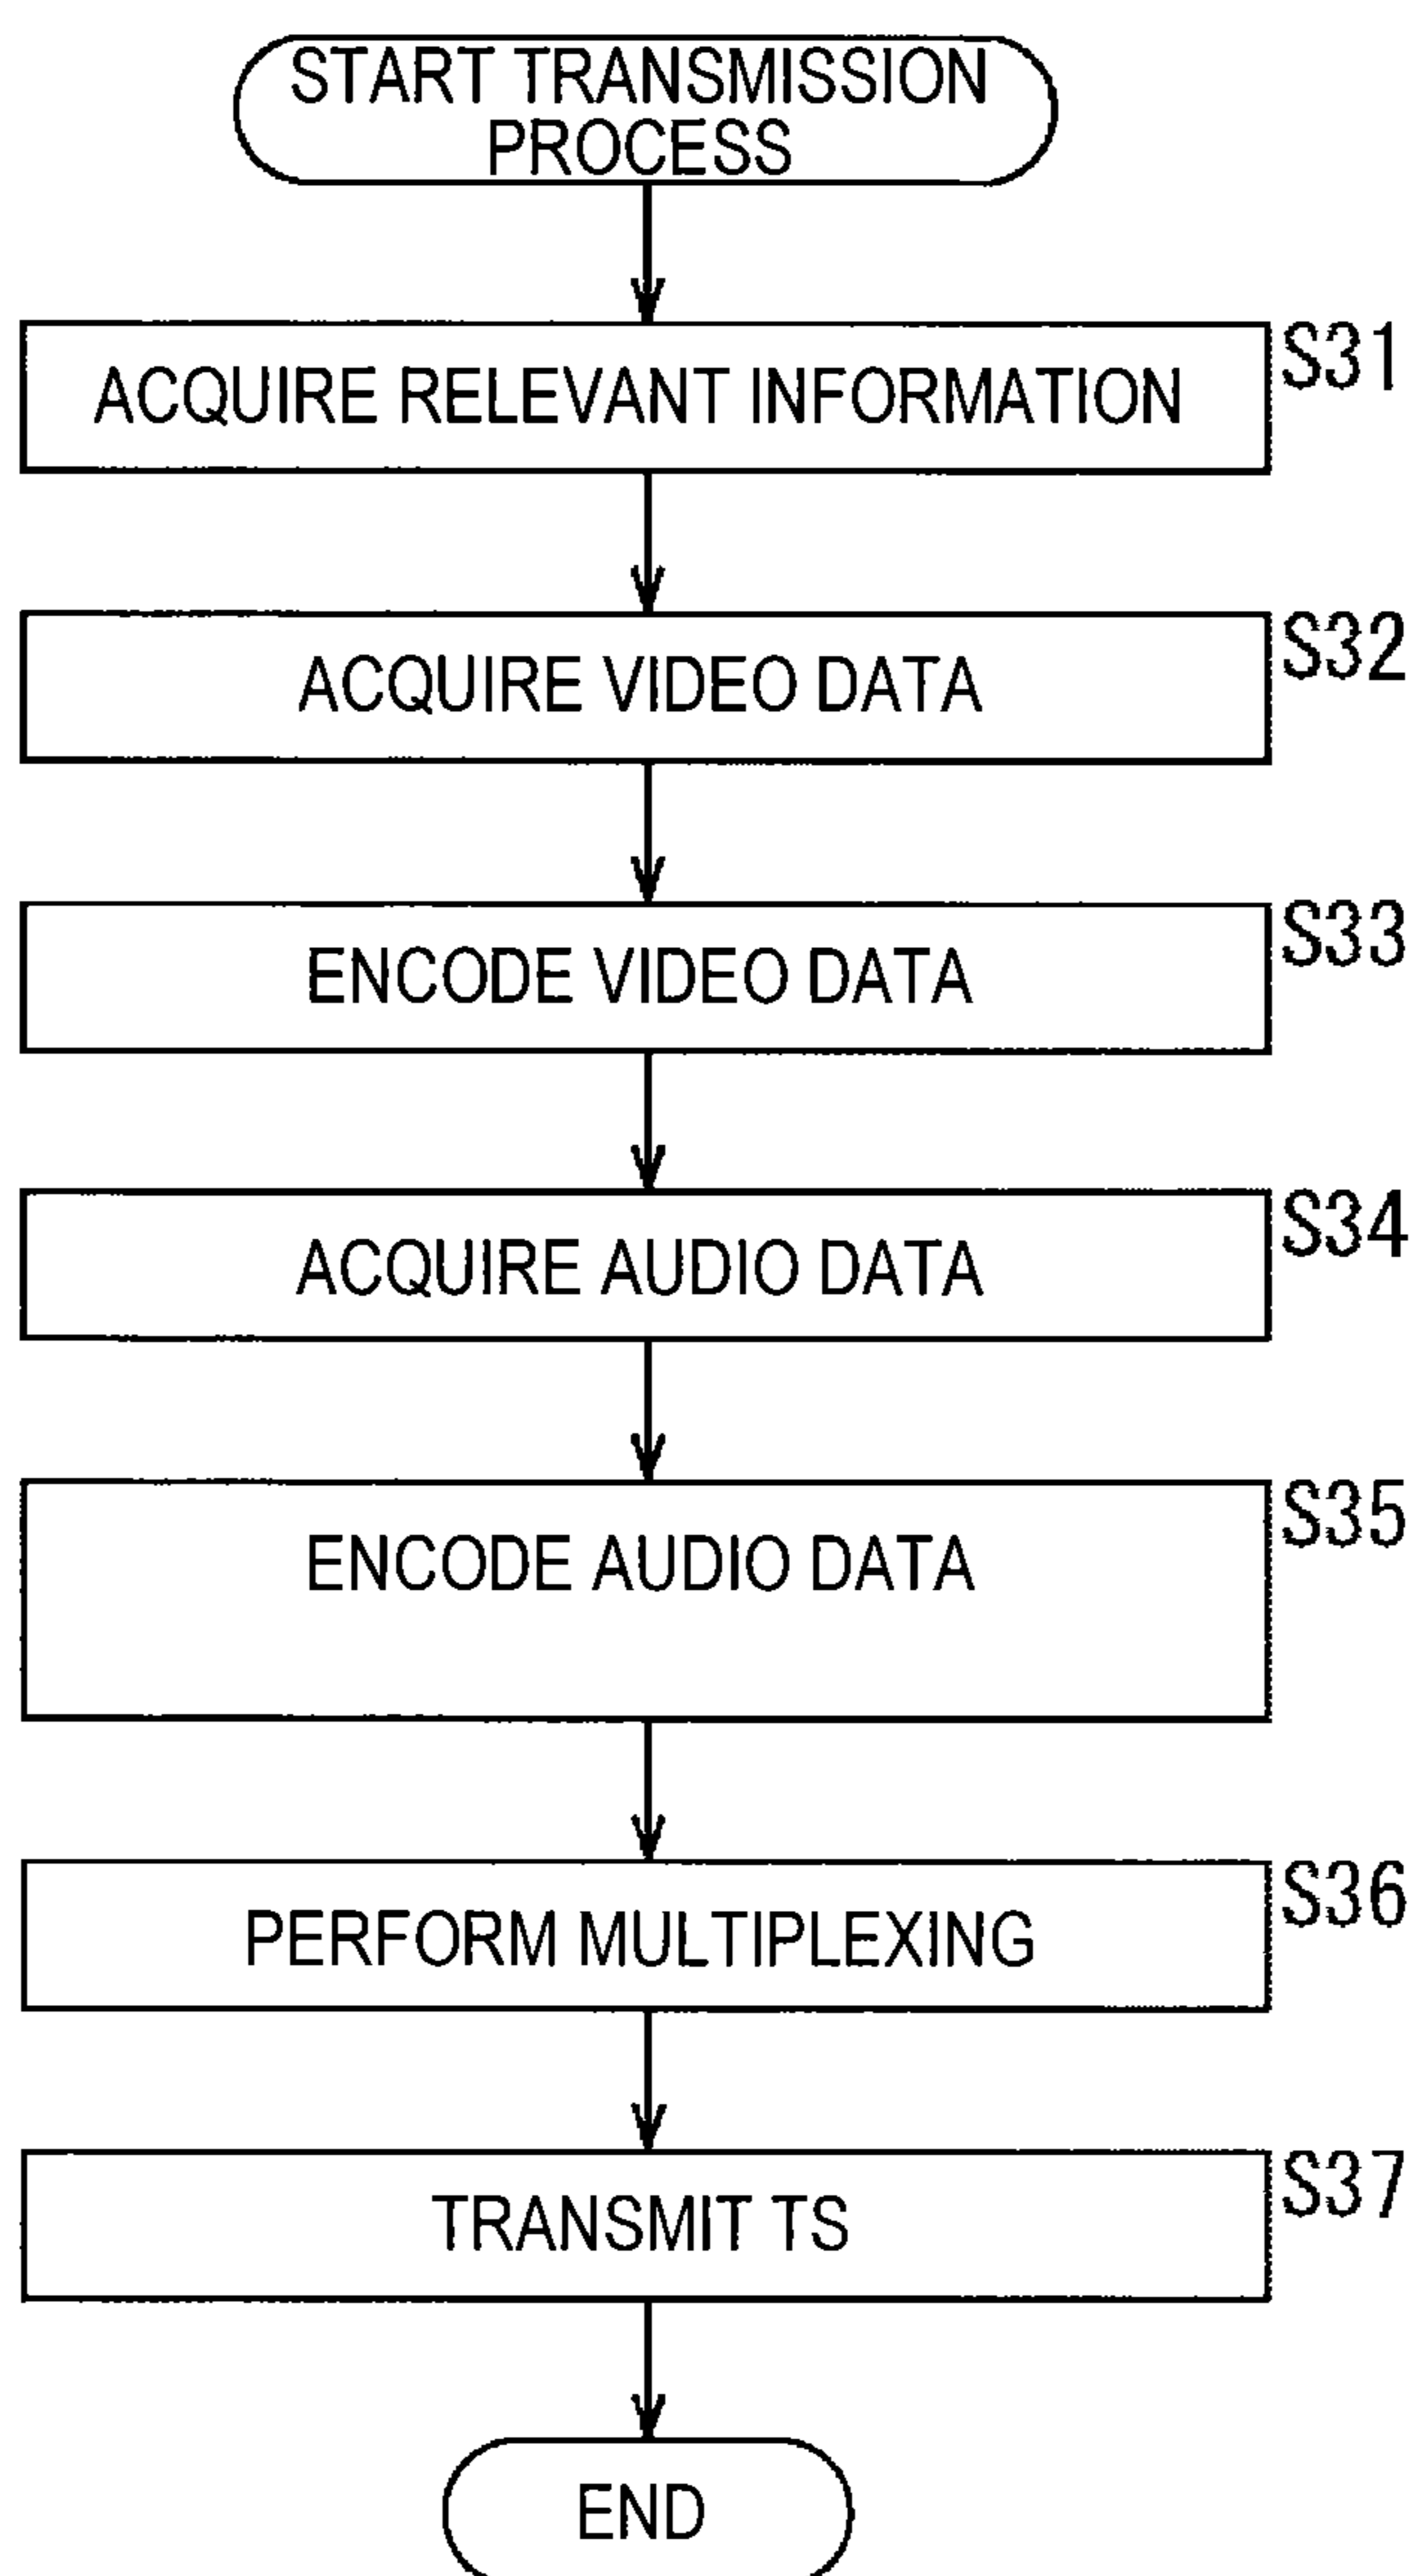 START TRANSMISSION
PROCESS
ACQUIRE RELEVANT INFORMATION
S31
ACQUIRE VIDEO DATA
S32
ENCODE VIDEO DATA
S33
ACQUIRE AUDIO DATA
S34
ENCODE AUDIO DATA
S35
PERFORM MULTIPLEXING
S36
TRANSMIT TS
S37
END